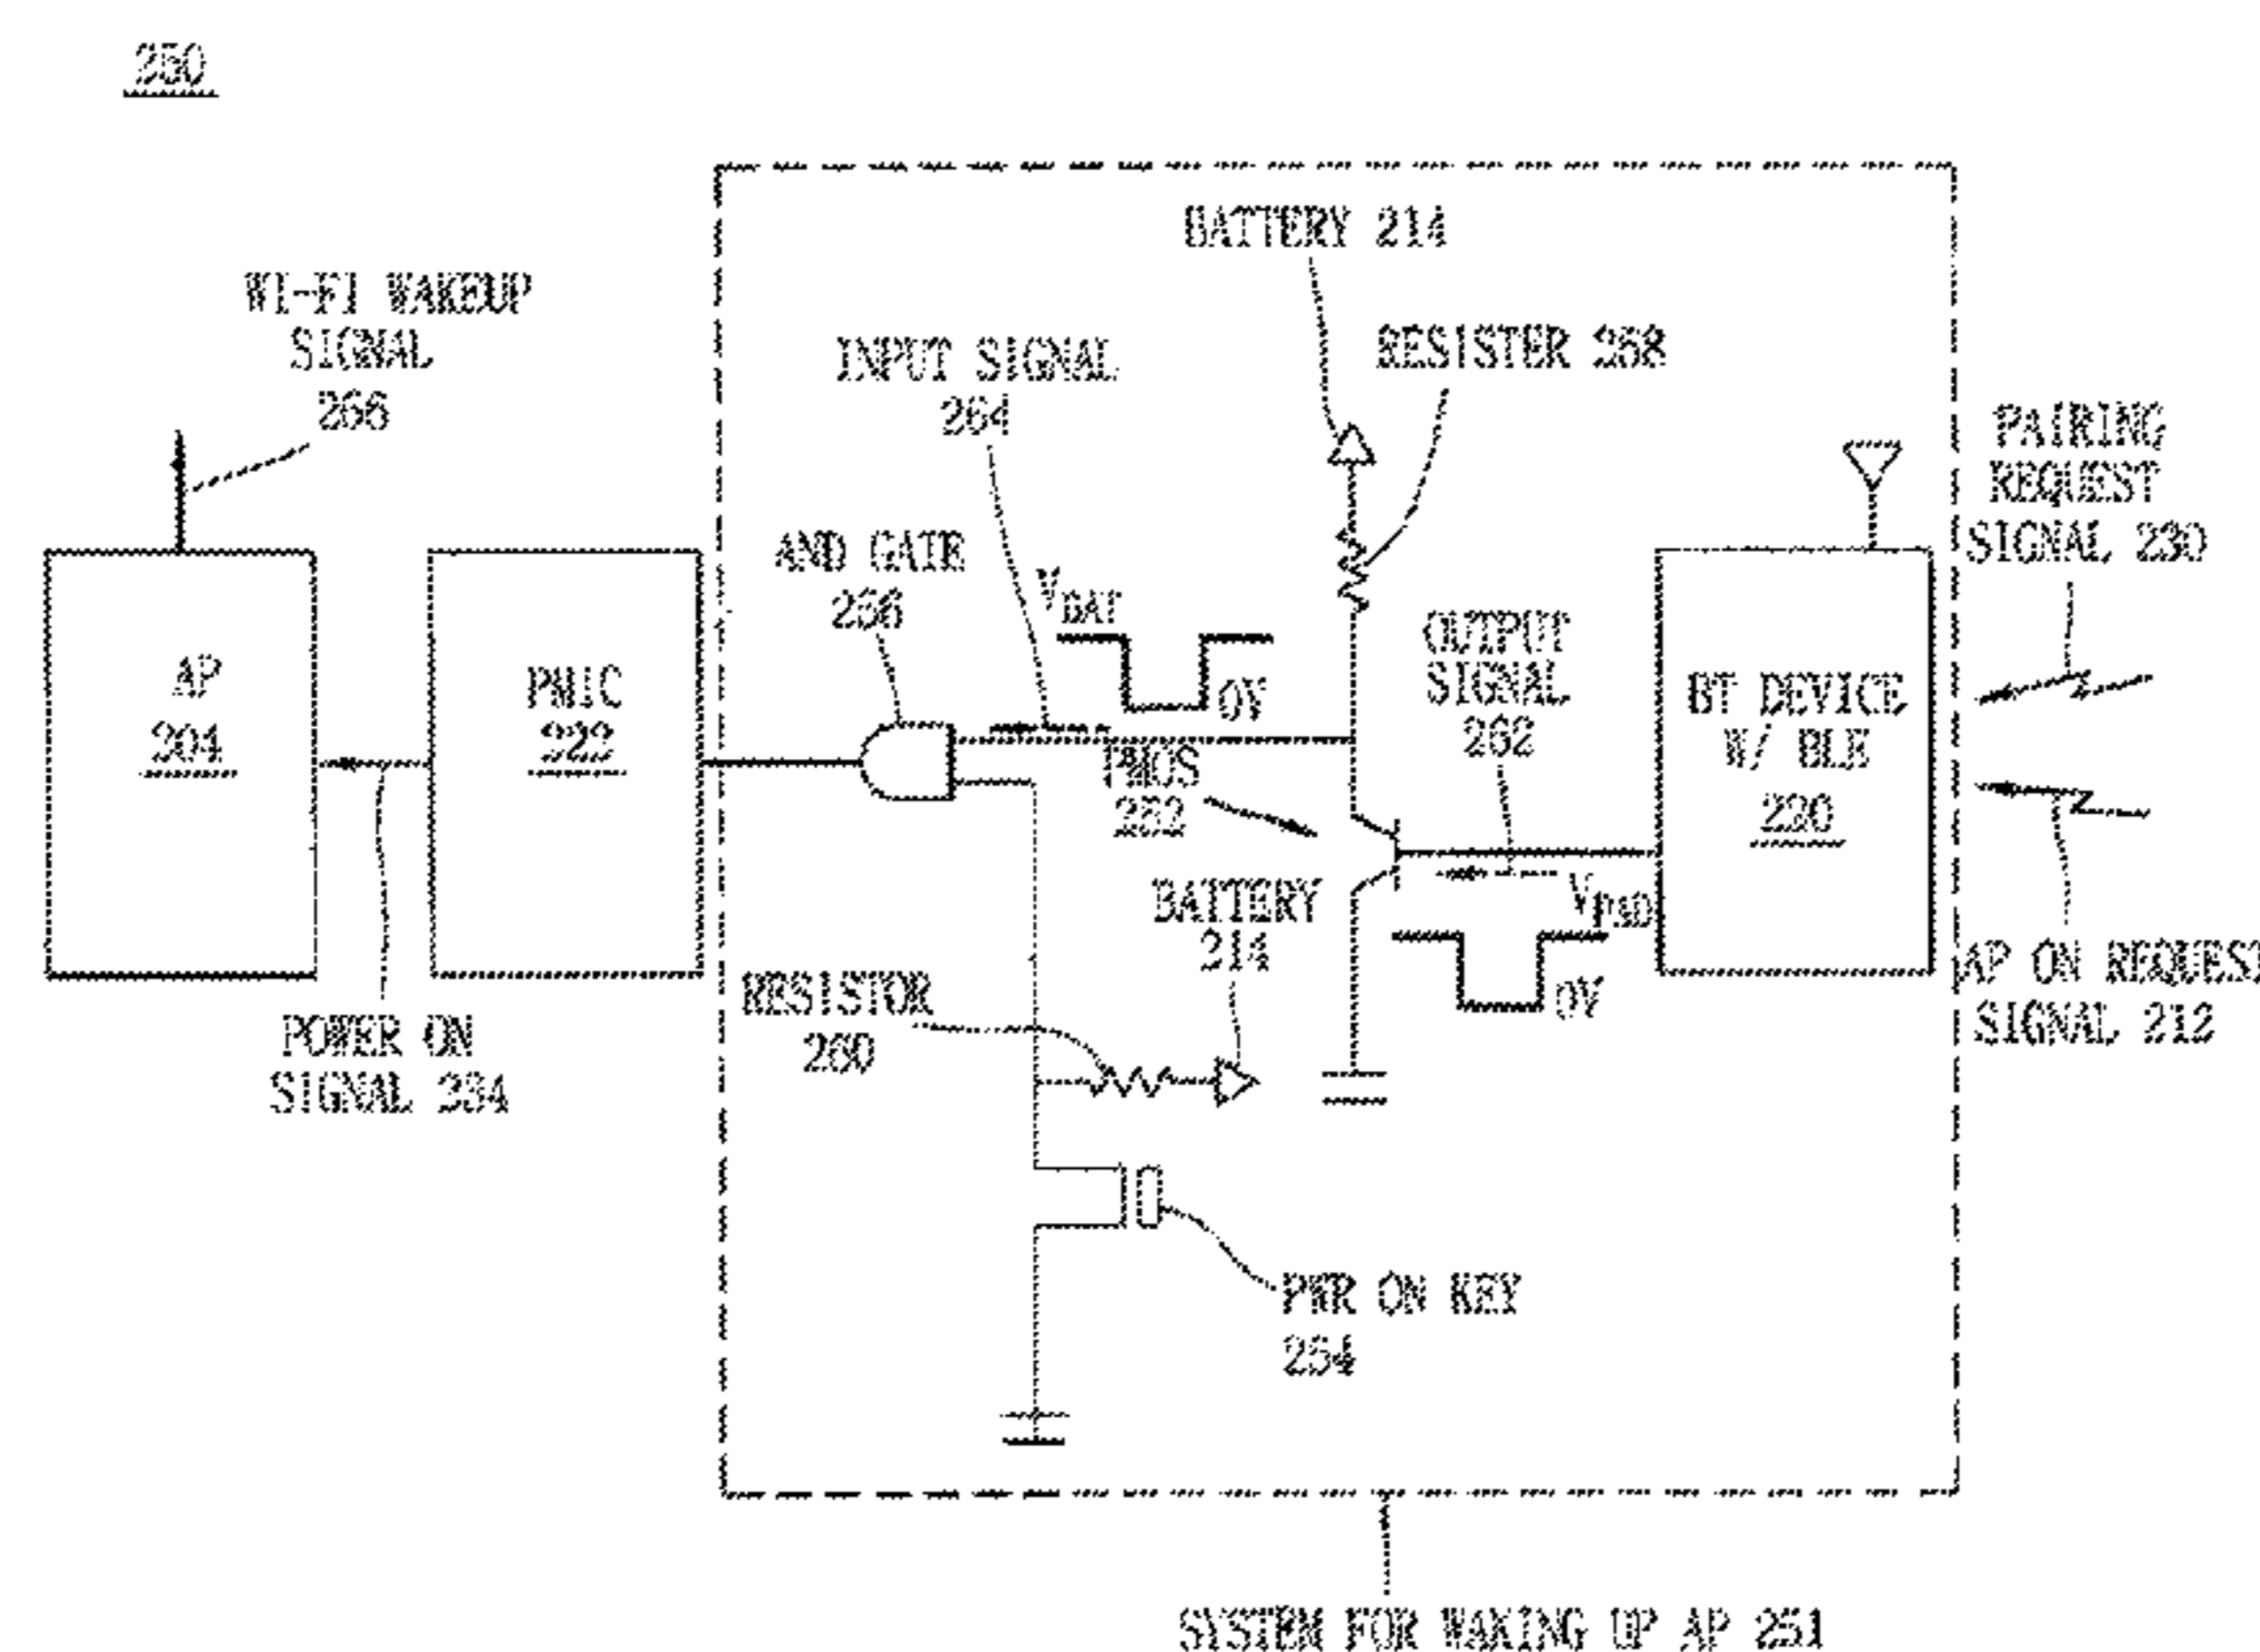 250
BATTERY 214
WI-FI WAKEUP
SIGNAL
266
INPUT SIGNAL
264
RESISTER 258
PAIRING
REQUEST
SIGNAL 230
AND GATE
256
VBAT
0V
OUTPUT
SIGNAL
262
AP
204
PMIC
222
BT DEVICE
W/ BLE
220
PMOS
252
BATTERY
214
VPAD
0V
RESISTOR
260
AP ON REQUEST
SIGNAL 212
POWER ON
SIGNAL 234
PWR ON KEY
254
SYSTEM FOR WAKING UP AP 251